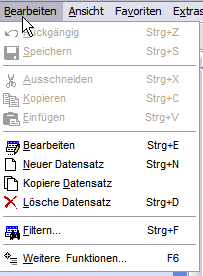 Bearbeiten Ansicht Favoriten Extras
Rückgängig Strg+Z
Speichern Strg+S
Ausschneiden Strg+X
Kopieren Strg+C
Einfügen Strg+V
Bearbeiten Strg+E
Neuer Datensatz Strg+N
Kopiere Datensatz
Lösche Datensatz Strg+D
Filtern... Strg+F
Weitere Funktionen... F6